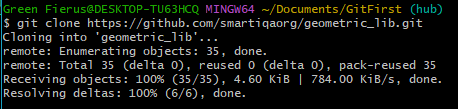 Green Fierus@DESKTOP-TU63HCQ MINGW64 ~/Documents/GitFirst (hub)
$ git clone https://github.com/smartiqaorg/geometric_lib.git
Cloning into 'geometric_lib'...
remote: Enumerating objects: 35, done.
remote: Total 35 (delta 0), reused 0 (delta 0), pack-reused 35
Receiving objects: 100% (35/35), 4.60 KiB | 784.00 KiB/s, done.
Resolving deltas: 100% (6/6), done.